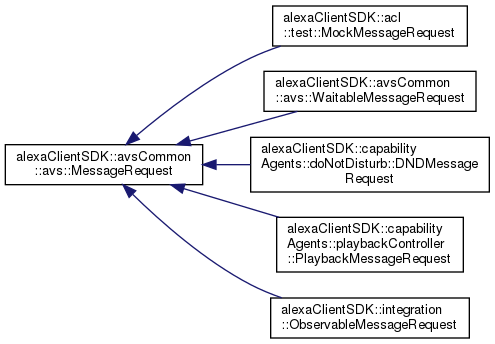 alexaClientSDK::acl
::test::MockMessageRequest
alexaClientSDK::avsCommon
::avs::WaitableMessageRequest
alexaClientSDK::capability
Agents::doNotDisturb::DNDMessage
Request
alexaClientSDK::avsCommon
::avs::MessageRequest
alexaClientSDK::capability
Agents::playbackController
::PlaybackMessageRequest
alexaClientSDK::integration
::ObservableMessageRequest